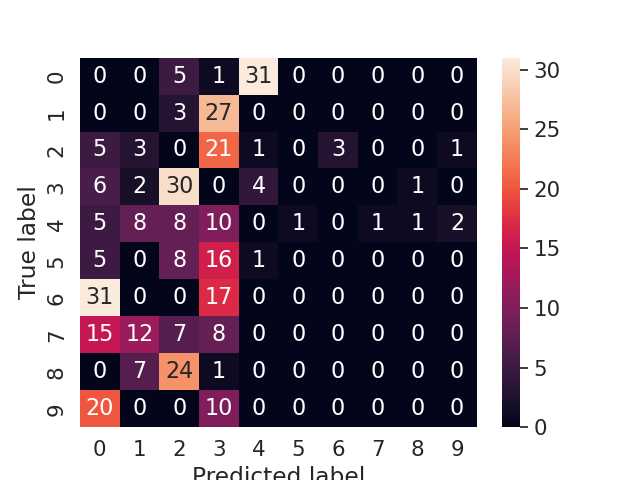 0 0 0 5 1 31 0 0 0 0 0
1 0 0 3 27 0 0 0 0 0 0
2 5 3 0 21 1 0 3 0 0 1
3 6 2 30 0 4 0 0 0 1 0
4 5 8 8 10 0 1 0 1 1 2
5 5 0 8 16 1 0 0 0 0 0
6 31 0 0 17 0 0 0 0 0 0
7 15 12 7 8 0 0 0 0 0 0
8 0 7 24 1 0 0 0 0 0 0
9 20 0 0 10 0 0 0 0 0 0
0 1 2 3 4 5 6 7 8 9
Predicted label
True label
30
25
20
15
10
5
0